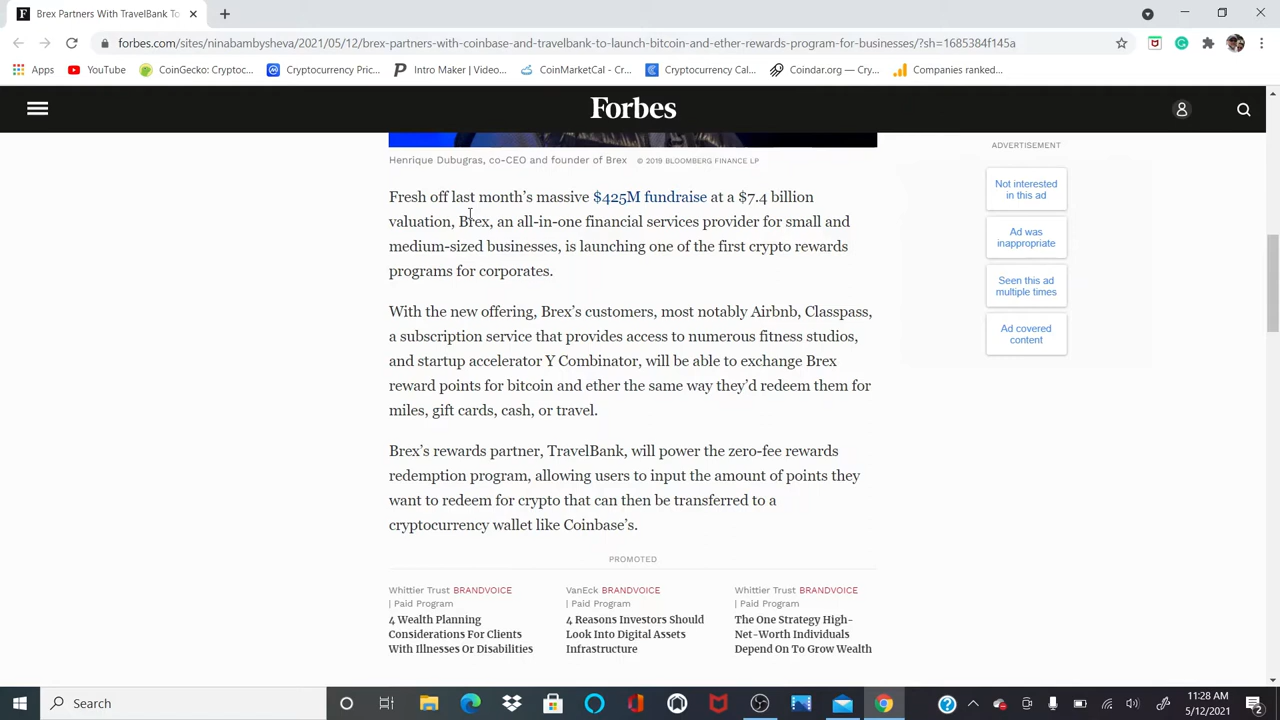 Brex Partners With TravelBank To
forbes.com/sites/ninabambysheva/2021/05/12/brex-partners-with-coinbase-and-travelbank-to-launch-bitcoin-and-ether-rewards-program-for-businesses/?sh=1685384f145a
Apps YouTube CoinGecko: Cryptoc... Cryptocurrency Pric... Intro Maker | Video... CoinMarketCal - Cr... Cryptocurrency Cal... Coindar.org — Cry... Companies ranked...
Forbes
Henrique Dubugras, co-CEO and founder of Brex © 2019 BLOOMBERG FINANCE LP
Fresh off last month’s massive $425M fundraise at a $7.4 billion
valuation, Brex, an all-in-one financial services provider for small and
medium-sized businesses, is launching one of the first crypto rewards
programs for corporates.
With the new offering, Brex’s customers, most notably Airbnb, Classpass,
a subscription service that provides access to numerous fitness studios,
and startup accelerator Y Combinator, will be able to exchange Brex
reward points for bitcoin and ether the same way they’d redeem them for
miles, gift cards, cash, or travel.
Brex’s rewards partner, TravelBank, will power the zero-fee rewards
redemption program, allowing users to input the amount of points they
want to redeem for crypto that can then be transferred to a
cryptocurrency wallet like Coinbase’s.
PROMOTED
Whittier Trust BRANDVOICE
| Paid Program
4 Wealth Planning
Considerations For Clients
With Illnesses Or Disabilities
VanEck BRANDVOICE
| Paid Program
4 Reasons Investors Should
Look Into Digital Assets
Infrastructure
Whittier Trust BRANDVOICE
| Paid Program
The One Strategy High-
Net-Worth Individuals
Depend On To Grow Wealth
ADVERTISEMENT
Not interested
in this ad
Ad was
inappropriate
Seen this ad
multiple times
Ad covered
content
Search
11:28 AM
5/12/2021
2